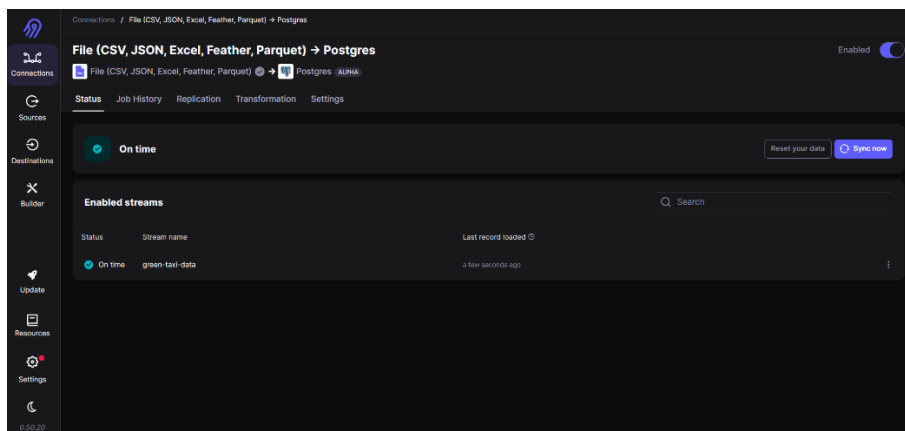 Connections / File (CSV, JSON, Excel, Feather, Parquet) → Postgres
File (CSV, JSON, Excel, Feather, Parquet) → Postgres
Enabled
File (CSV, JSON, Excel, Feather, Parquet) → Postgres ALPHA
Status Job History Replication Transformation Settings
On time
Reset your data
Sync now
Enabled streams
Search
Status Stream name Last record loaded
On time green-taxi-data a few seconds ago
Connections
Sources
Destinations
Builder
Update
Resources
Settings
0.50.20